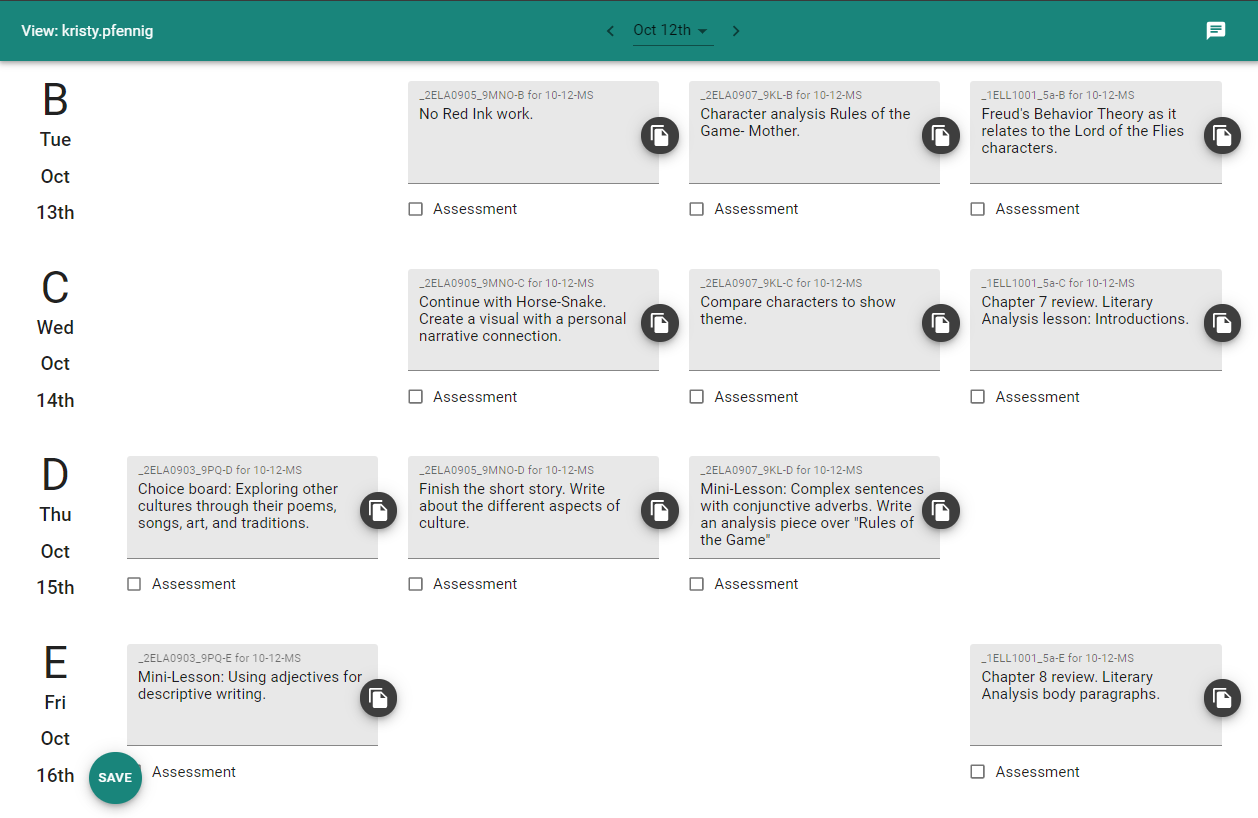 View: kristy.pfennig
Oct 12th
B
Tue
Oct
13th
_2ELA0905_9MNO-B for 10-12-MS
No Red Ink work.
Assessment
_2ELA0907_9KL-B for 10-12-MS
Character analysis Rules of the
Game- Mother.
Assessment
_1ELL1001_5a-B for 10-12-MS
Freud's Behavior Theory as it
relates to the Lord of the Flies
characters.
Assessment
C
Wed
Oct
14th
_2ELA0905_9MNO-C for 10-12-MS
Continue with Horse-Snake.
Create a visual with a personal
narrative connection.
Assessment
_2ELA0907_9KL-C for 10-12-MS
Compare characters to show
theme.
Assessment
_1ELL1001_5a-C for 10-12-MS
Chapter 7 review. Literary
Analysis lesson: Introductions.
Assessment
D
Thu
Oct
15th
_2ELA0903_9PQ-D for 10-12-MS
Choice board: Exploring other
cultures through their poems,
songs, art, and traditions.
Assessment
_2ELA0905_9MNO-D for 10-12-MS
Finish the short story. Write
about the different aspects of
culture.
Assessment
_2ELA0907_9KL-D for 10-12-MS
Mini-Lesson: Complex sentences
with conjunctive adverbs. Write
an analysis piece over "Rules of
the Game"
Assessment
E
Fri
Oct
16th
_2ELA0903_9PQ-E for 10-12-MS
Mini-Lesson: Using adjectives for
descriptive writing.
Assessment
_1ELL1001_5a-E for 10-12-MS
Chapter 8 review. Literary
Analysis body paragraphs.
Assessment
SAVE